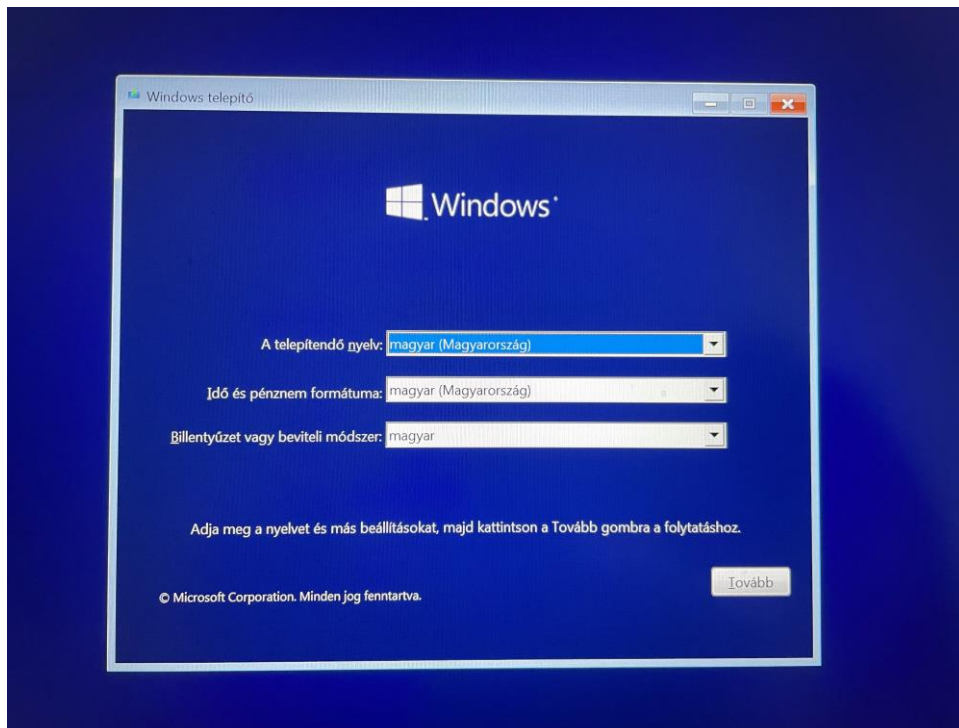 Windows telepítő
Windows
A telepítendő nyelv: magyar (Magyarország)
Idő és pénznem formátuma: magyar (Magyarország)
Billentyűzet vagy beviteli módszer: magyar
Adja meg a nyelvet és más beállításokat, majd kattintson a Tovább gombra a folytatáshoz.
Tovább
© Microsoft Corporation. Minden jog fenntartva.